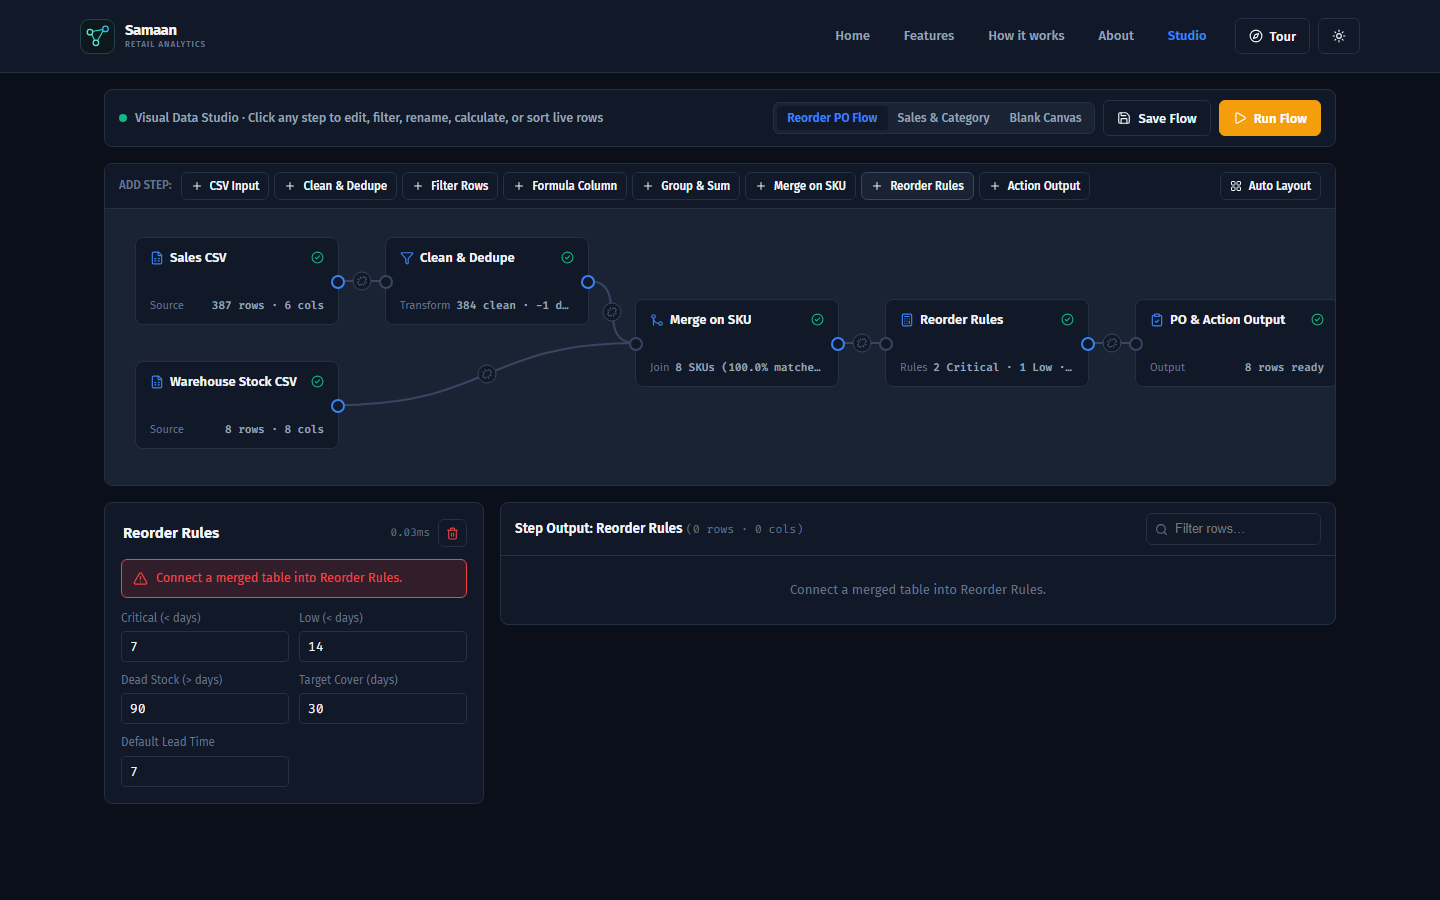 Samaan
RETAIL ANALYTICS
Home
Features
How it works
About
Studio
Tour
Visual Data Studio · Click any step to edit, filter, rename, calculate, or sort live rows
Reorder PO Flow
Sales & Category
Blank Canvas
Save Flow
Run Flow
ADD STEP:
+ CSV Input
+ Clean & Dedupe
+ Filter Rows
+ Formula Column
+ Group & Sum
+ Merge on SKU
+ Reorder Rules
+ Action Output
Auto Layout
Sales CSV
Source 387 rows · 6 cols
Clean & Dedupe
Transform 384 clean · -1 d…
Merge on SKU
Join 8 SKUs (100.0% matche…
Reorder Rules
Rules 2 Critical · 1 Low ·…
PO & Action Output
Output 8 rows ready
Warehouse Stock CSV
Source 8 rows · 8 cols
Reorder Rules
0.03ms
Connect a merged table into Reorder Rules.
Critical (< days)
7
Low (< days)
14
Dead Stock (> days)
90
Target Cover (days)
30
Default Lead Time
7
Step Output: Reorder Rules (0 rows · 0 cols)
Filter rows...
Connect a merged table into Reorder Rules.